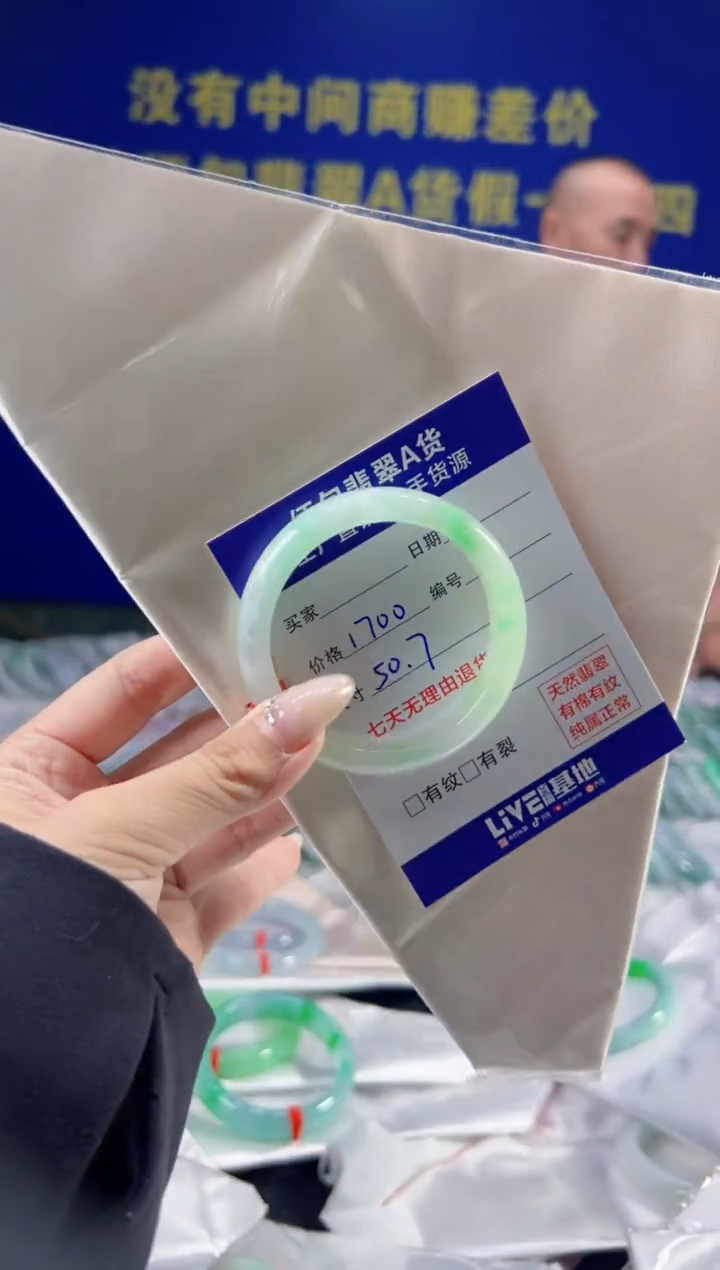 没有中间商赚差价
翡翠A货假一
四
翡翠A货
手货源
日期
买家
编号
价格 1700
寸 50.7
七天无理由退货
天然翡翠
有棉有纹
纯属正常
□有纹□有裂
LiVE 基地